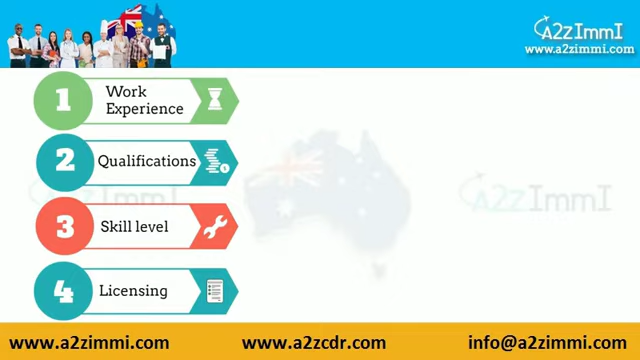 A2zImmI
www.a2zimmi.com
1
Work
Experience
2
Qualifications
3
Skill level
4
Licensing
A2zImmI
A2zImmI
www.a2zimmi.com
www.a2zcdr.com
info@a2zimmi.com